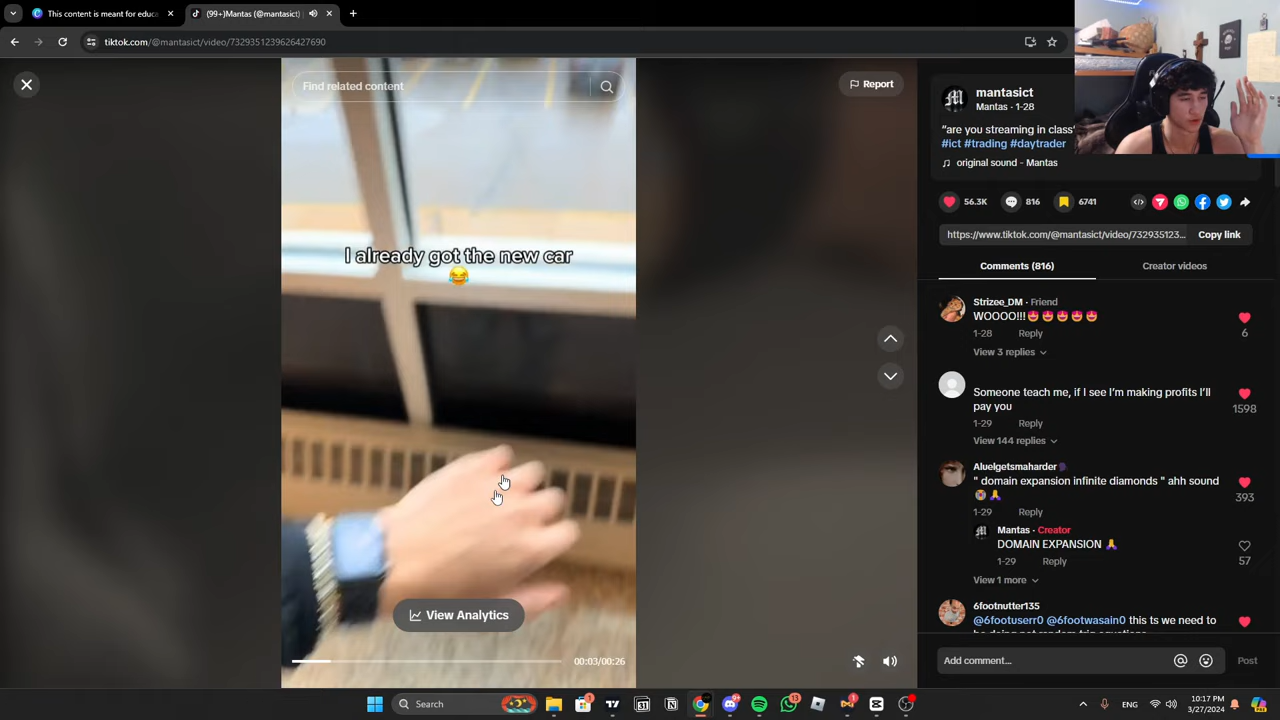 This content is meant for educa
(99+)Mantas (@mantasict)
tiktok.com/@mantasict/video/7329351239626427690
Find related content
Report
I already got the new car
😂
View Analytics
00:03/00:26
mantasict
Mantas · 1-28
“are you streaming in class
#ict #trading #daytrader
original sound - Mantas
56.3K
816
6741
https://www.tiktok.com/@mantasict/video/732935123...
Copy link
Comments (816)
Creator videos
Strizee_DM · Friend
WOOOO!!!😍😍😍😍😍
6
1-28
Reply
View 3 replies
Someone teach me, if I see I’m making profits I’ll
pay you
1598
1-29
Reply
View 144 replies
Aluelgetsmaharder
" domain expansion infinite diamonds " ahh sound
393
1-29
Reply
Mantas · Creator
DOMAIN EXPANSION
57
1-29
Reply
View 1 more
6footnutter135
@6footuserr0 @6footwasain0 this ts we need to
Add comment...
Post
Search
31
1
9+
13
1
ENG
10:17 PM
3/27/2024